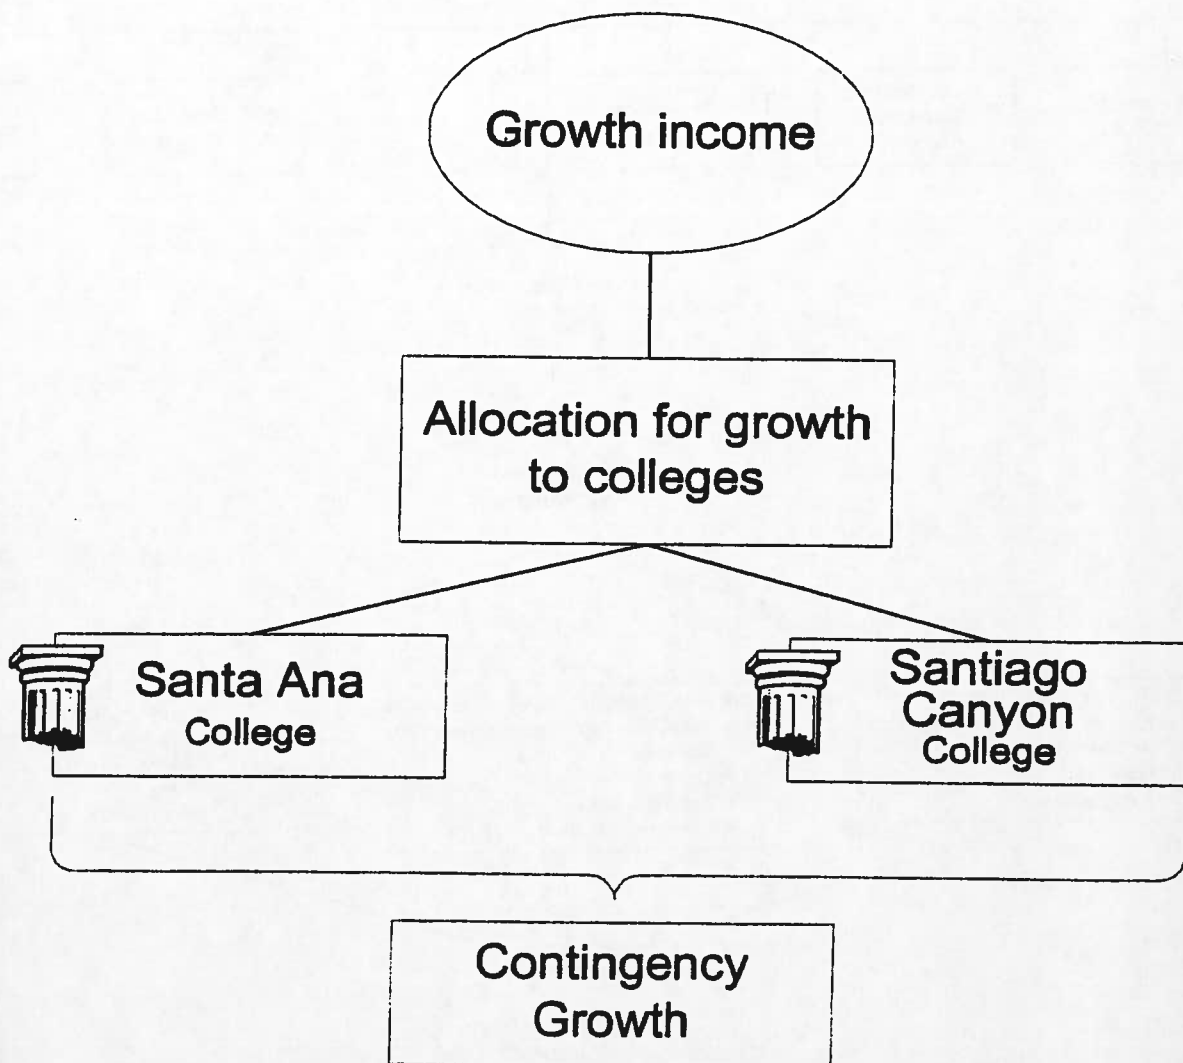 Growth income
Allocation for growth
to colleges
Santa Ana
College
Santiago
Canyon
College
Contingency
Growth